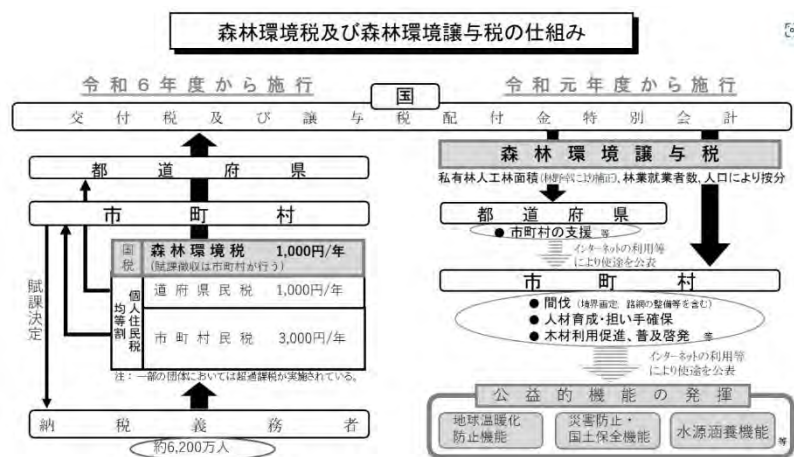 森林環境税及び森林環境譲与税の仕組み
令和６年度から施行
令和元年度から施行
国
交付税及び譲与税配付金特別会計
都道府県
市町村
賦課決定
国税
森林環境税 1,000円/年
(賦課徴収は市町村が行う)
個人住民税
均等割
道府県民税 1,000円/年
市町村民税 3,000円/年
注：一部の団体においては超過課税が実施されている。
納税義務者
約6,200万人
森林環境譲与税
私有林人工林面積(林野率により補正)、林業就業者数、人口により按分
都道府県
● 市町村の支援 等
インターネットの利用等
により使途を公表
市町村
● 間伐(境界画定、路網の整備等を含む)
● 人材育成・担い手確保
● 木材利用促進、普及啓発 等
インターネットの利用等
により使途を公表
公益的機能の発揮
地球温暖化
防止機能
災害防止・
国土保全機能
水源涵養機能
等